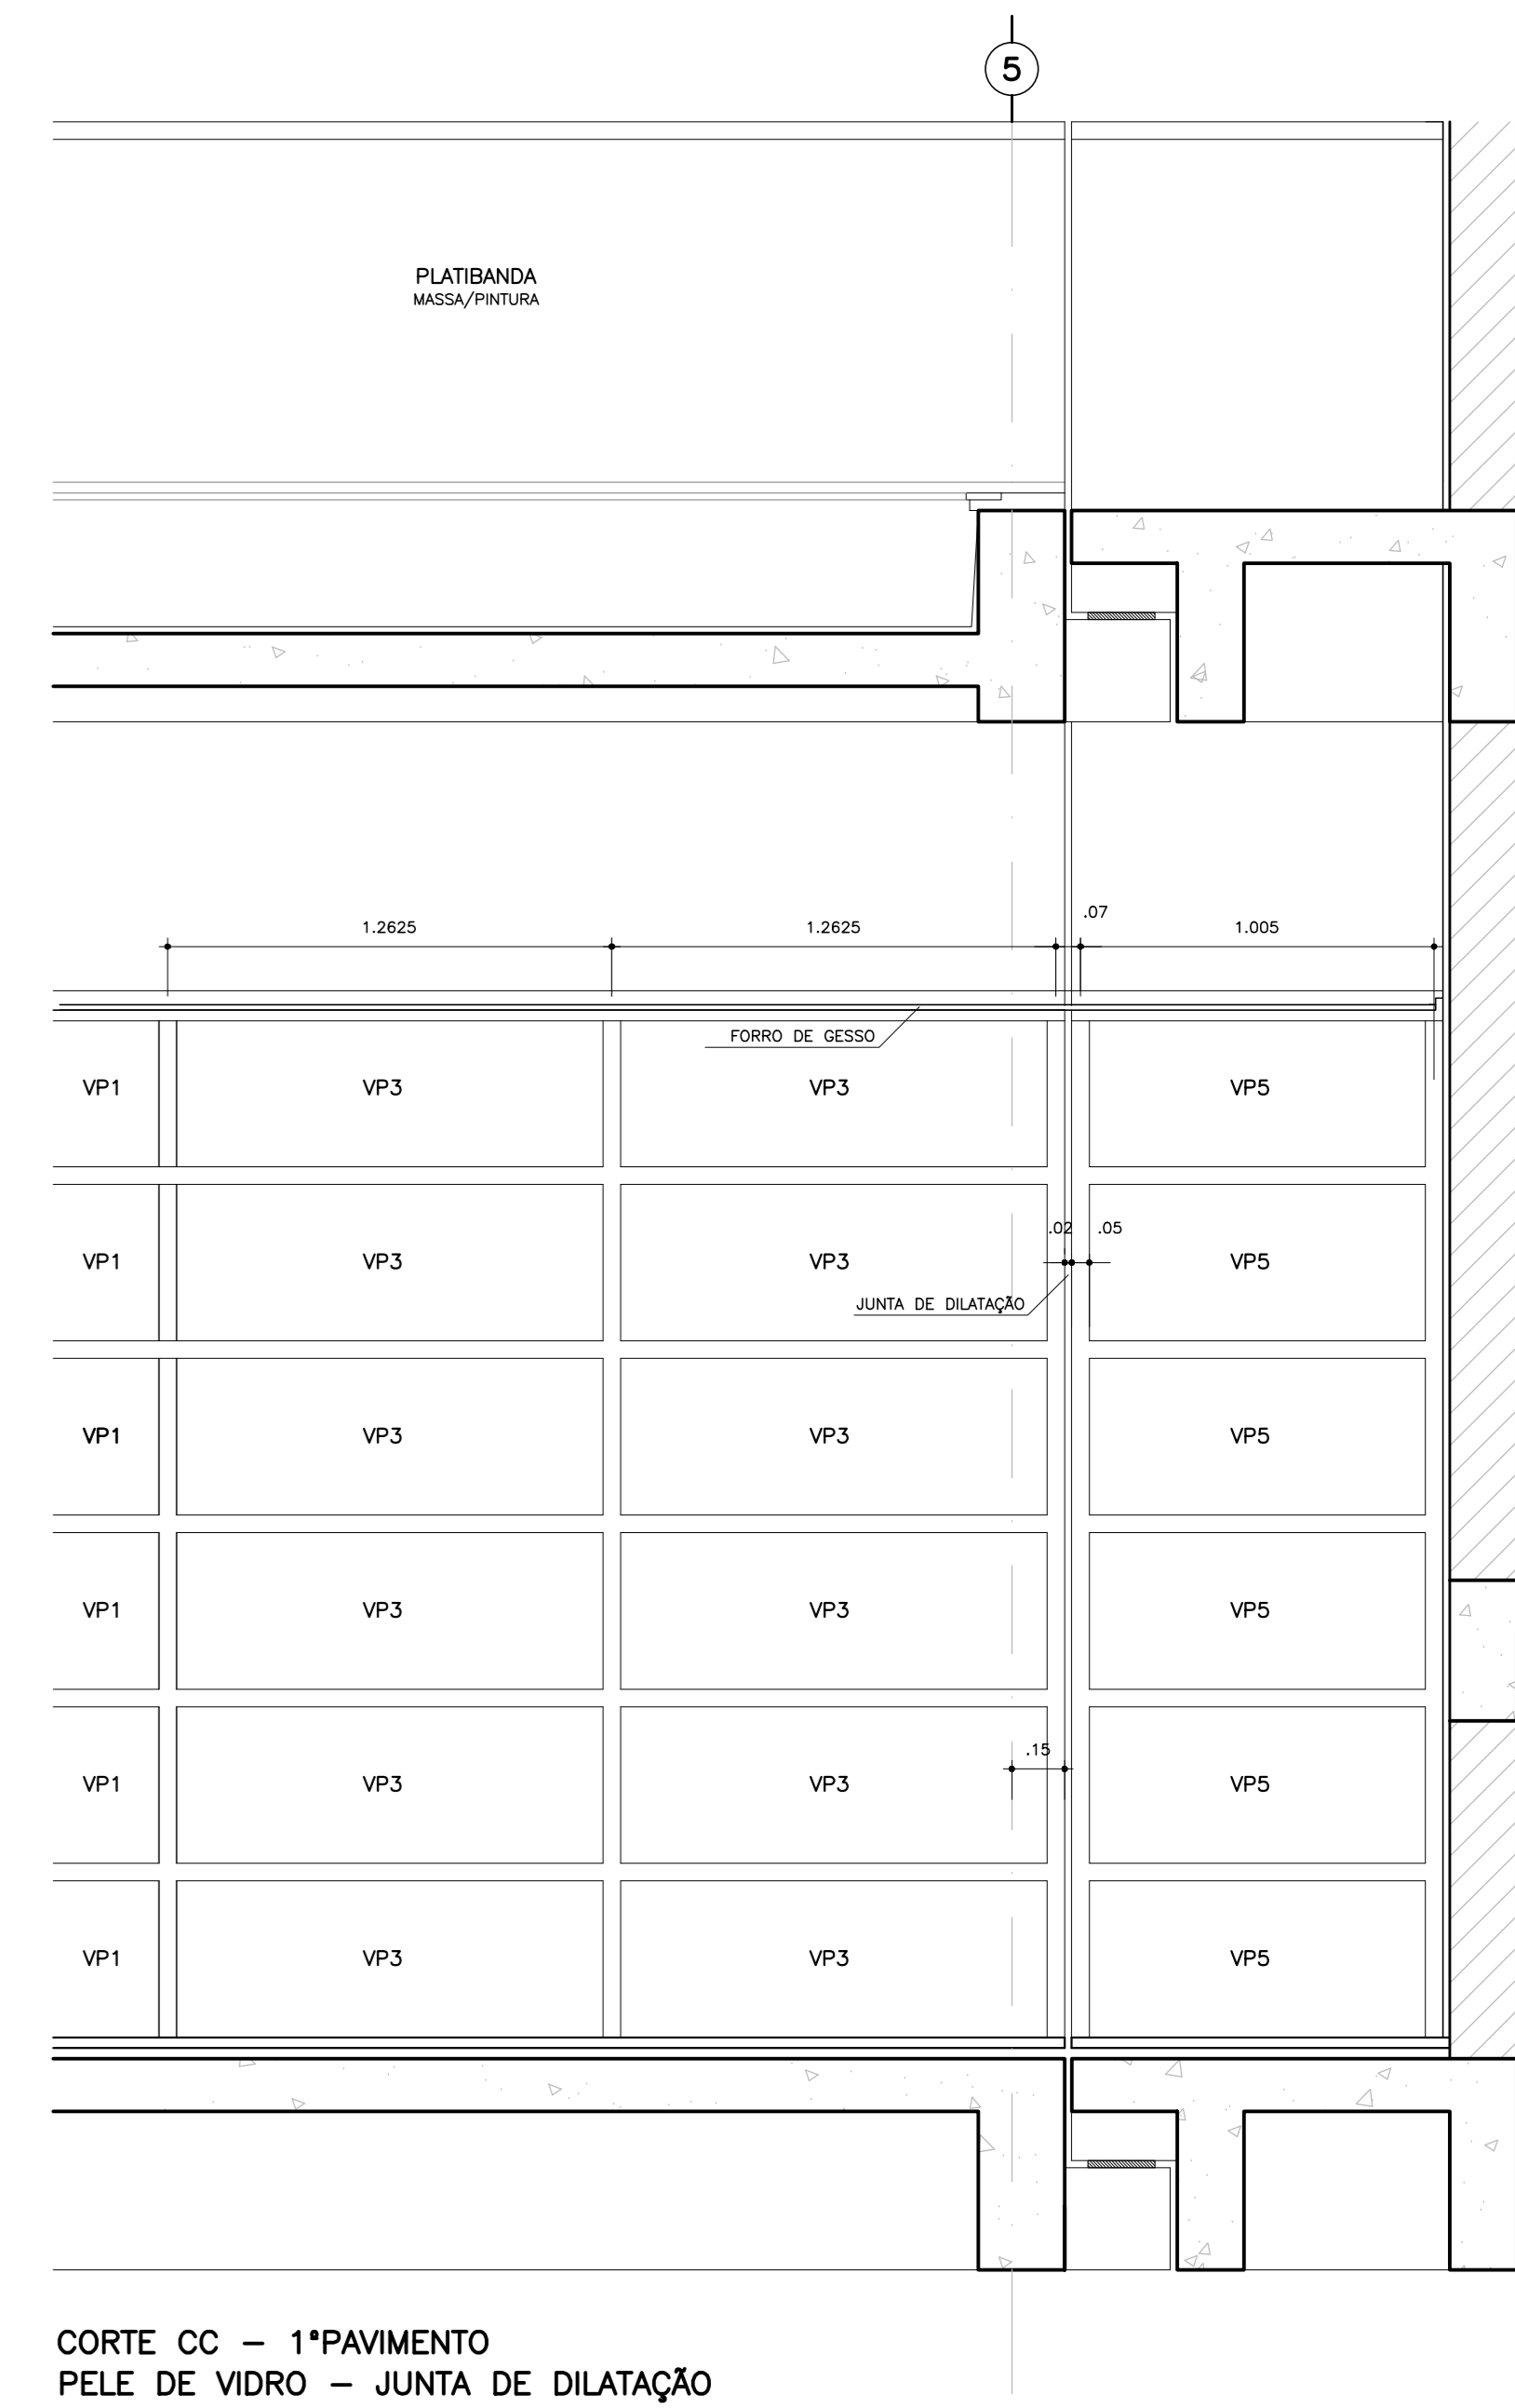 5
PLATIBANDA
MASSA/PINTURA
1.2625 1.2625 .07 1.005
FORRO DE GESSO
VP1 VP3 VP3 VP5
.02 .05
VP1 VP3 VP3 VP5
JUNTA DE DILATAÇÃO
VP1 VP3 VP3 VP5
VP1 VP3 VP3 VP5
.15
VP1 VP3 VP3 VP5
VP1 VP3 VP3 VP5
CORTE CC - 1ªPAVIMENTO
PELE DE VIDRO - JUNTA DE DILATAÇÃO